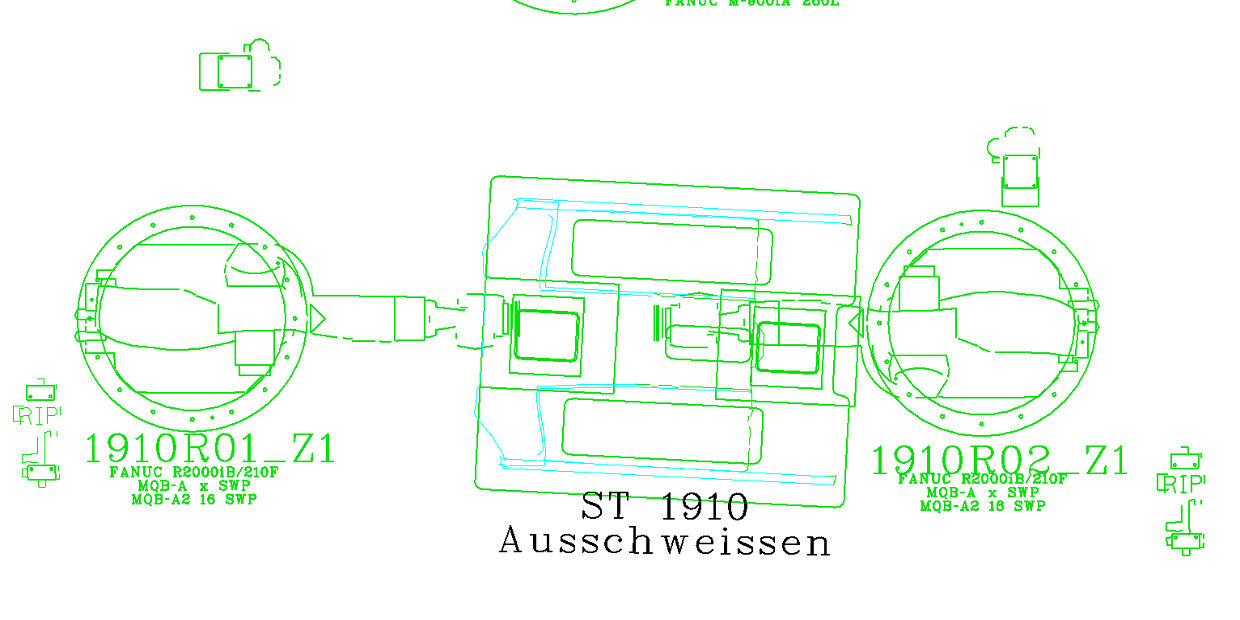 FANUC M-900iA 260L
RIP
1910R01_Z1
FANUC R2000iB/210F
MQB-A x SWP
MQB-A2 16 SWP
1910R02_Z1
FANUC R2000iB/210F
MQB-A x SWP
MQB-A2 16 SWP
RIP
ST 1910
Ausschweissen